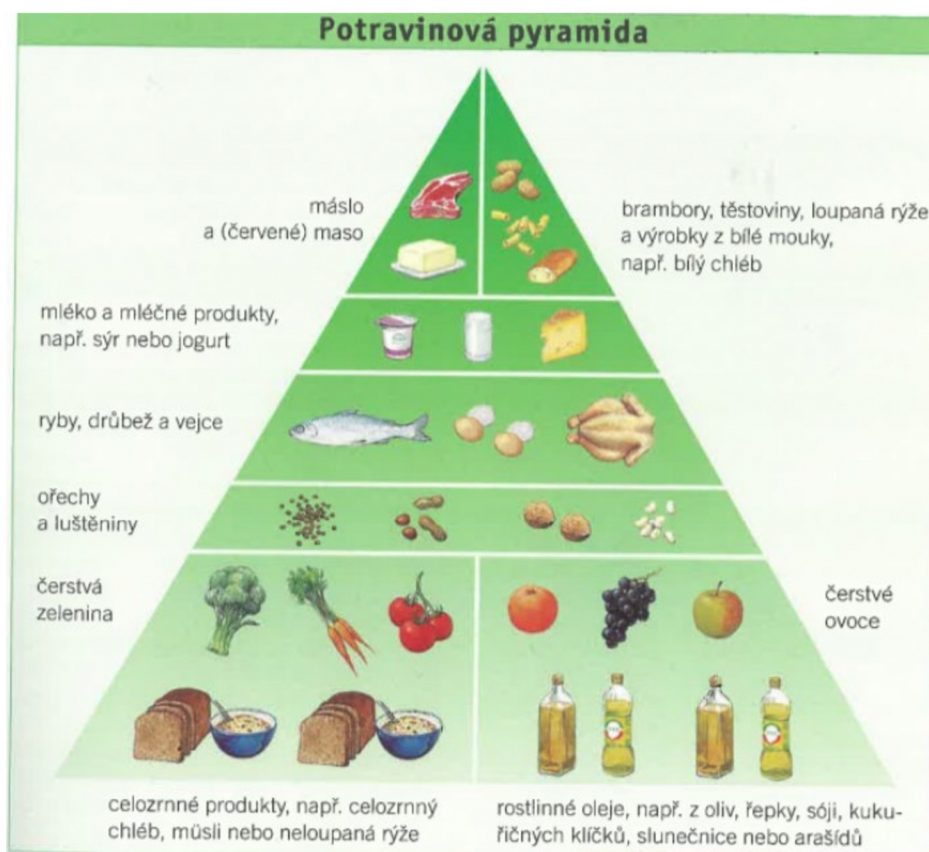 Potravinová pyramida
máslo
a (červené) maso
brambory, těstoviny, loupaná rýže
a výrobky z bílé mouky,
např. bílý chléb
mléko a mléčné produkty,
např. sýr nebo jogurt
ryby, drůbež a vejce
ořechy
a luštěniny
čerstvá
zelenina
čerstvé
ovoce
celozrnné produkty, např. celozrnný
chléb, müsli nebo neloupaná rýže
rostlinné oleje, např. z oliv, řepky, sóji, kuku-
řičných klíčků, slunečnice nebo arašídů